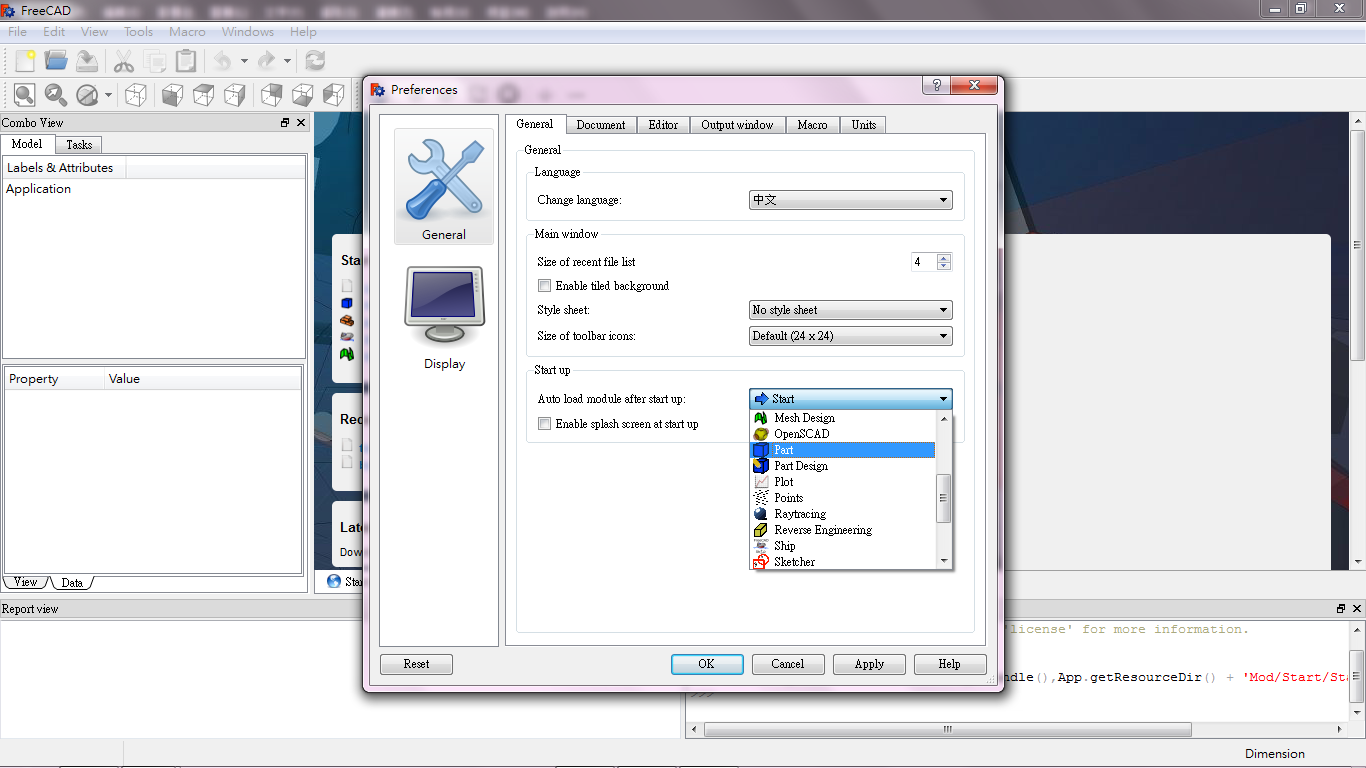 FreeCAD
File Edit View Tools Macro Windows Help
Combo View
Model Tasks
Labels & Attributes
Application
Property Value
View Data
Report view
Sta
Rec
Late
Dow
Star
Preferences
General
Display
General Document Editor Output window Macro Units
General
Language
Change language: 中文
Main window
Size of recent file list 4
Enable tiled background
Style sheet: No style sheet
Size of toolbar icons: Default (24 x 24)
Start up
Auto load module after start up: Start
Enable splash screen at start up
Mesh Design
OpenSCAD
Part
Part Design
Plot
Points
Raytracing
Reverse Engineering
Ship
Sketcher
Reset OK Cancel Apply Help
'license' for more information.
ndle(),App.getResourceDir() + 'Mod/Start/Sta
>>>
Dimension